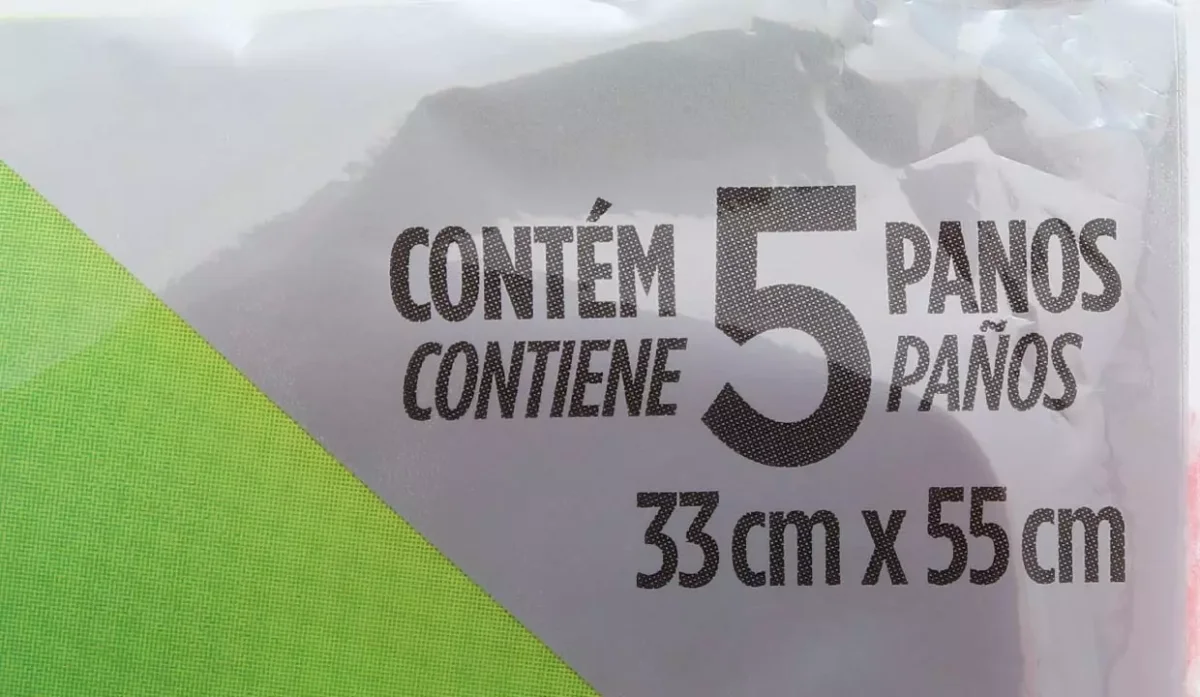 CONTÉM 5 PANOS
CONTIENE PAÑOS
33 cm x 55 cm